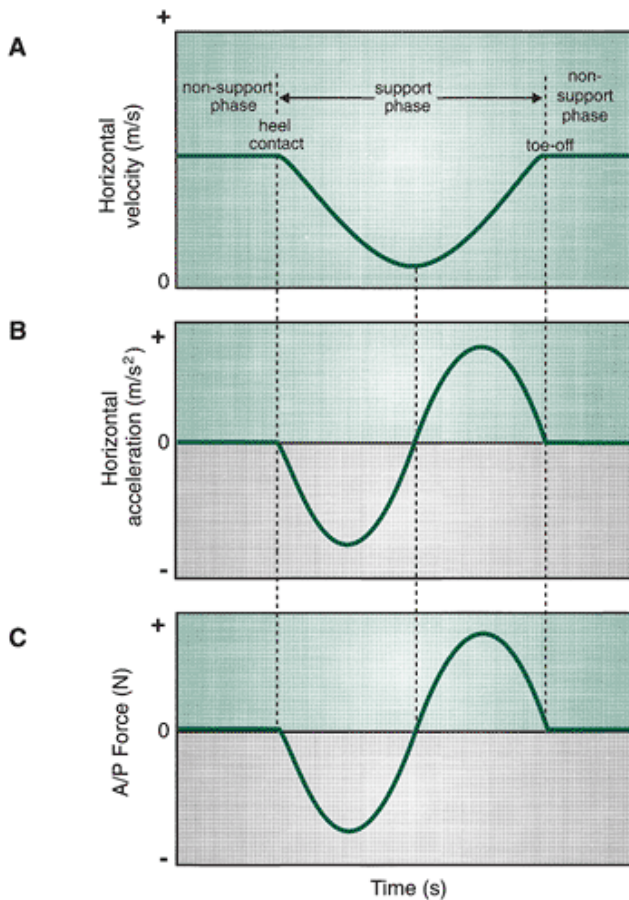 A
+
Horizontal
velocity (m/s)
0
non-support
phase
support
phase
non-
support
phase
heel
contact
toe-off
B
+
Horizontal
acceleration (m/s²)
0
-
C
+
A/P Force (N)
0
-
Time (s)